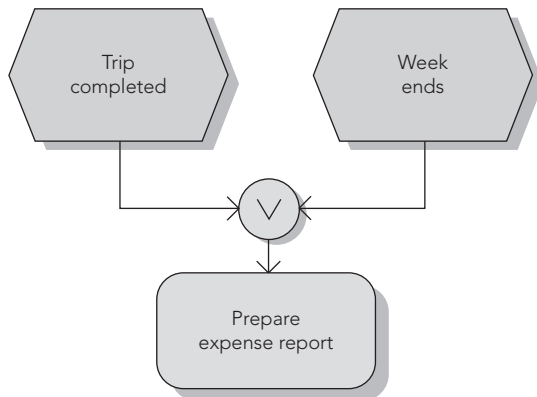 Trip
completed
Week
ends
Prepare
expense report